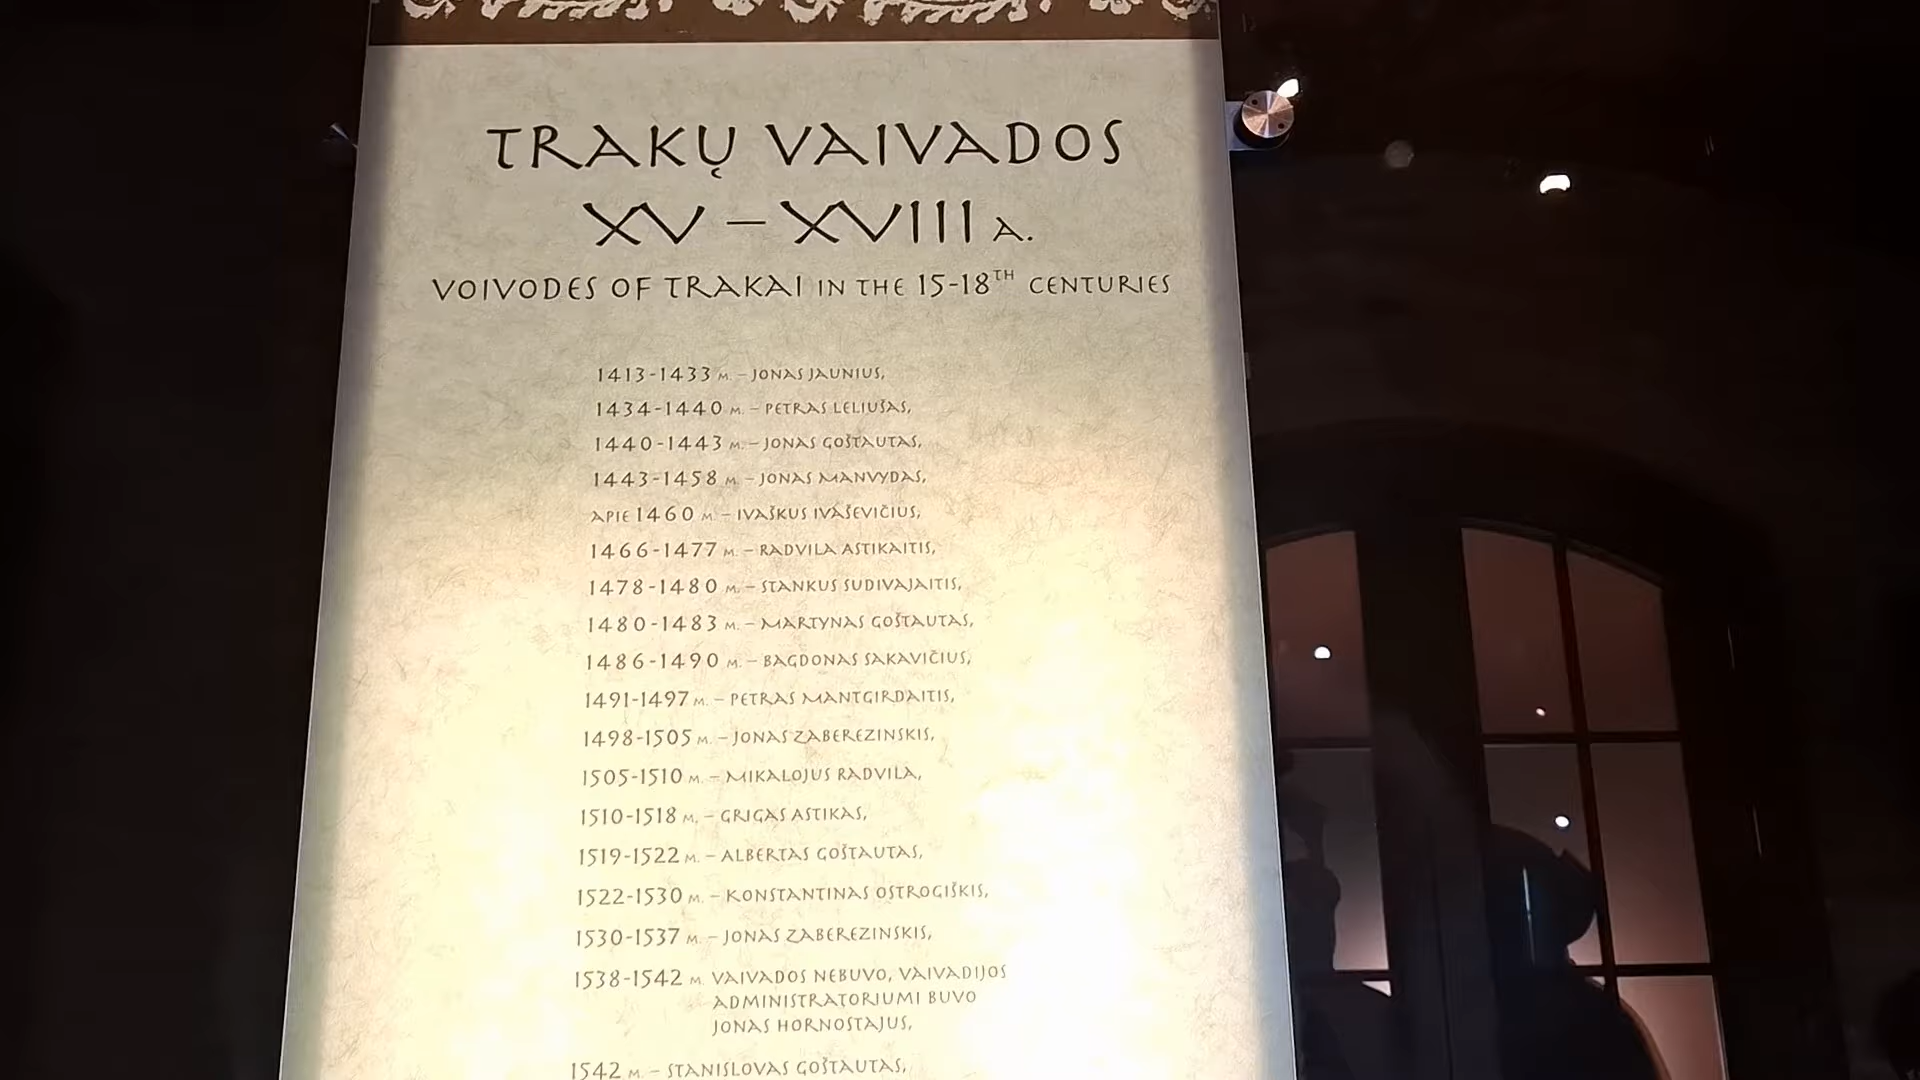 TRAKŲ VAIVADOS
XV – XVIII A.
VOIVODES OF TRAKAI IN THE 15-18TH CENTURIES
1413-1433 M. – JONAS JAUNIUS,
1434-1440 M. – PETRAS LELIUŠAS,
1440-1443 M. – JONAS GOŠTAUTAS,
1443-1458 M. – JONAS MANVYDAS,
APIE 1460 M. – IVAŠKUS IVAŠEVIČIUS,
1466-1477 M. – RADVILA ASTIKAITIS,
1478-1480 M. – STANKUS SUDIVAJAITIS,
1480-1483 M. – MARTYNAS GOŠTAUTAS,
1486-1490 M. – BAGDONAS SAKAVIČIUS,
1491-1497 M. – PETRAS MANTGIRDAITIS,
1498-1505 M. – JONAS ZABEREZINSKIS,
1505-1510 M. – MIKALOJUS RADVILA,
1510-1518 M. – GRIGAS ASTIKAS,
1519-1522 M. – ALBERTAS GOŠTAUTAS,
1522-1530 M. – KONSTANTINAS OSTROGIŠKIS,
1530-1537 M. – JONAS ZABEREZINSKIS,
1538-1542 M. VAIVADOS NEBUVO, VAIVADIJOS
ADMINISTRATORIUMI BUVO
JONAS HORNOSTAJUS,
1542 M. – STANISLOVAS GOŠTAUTAS,